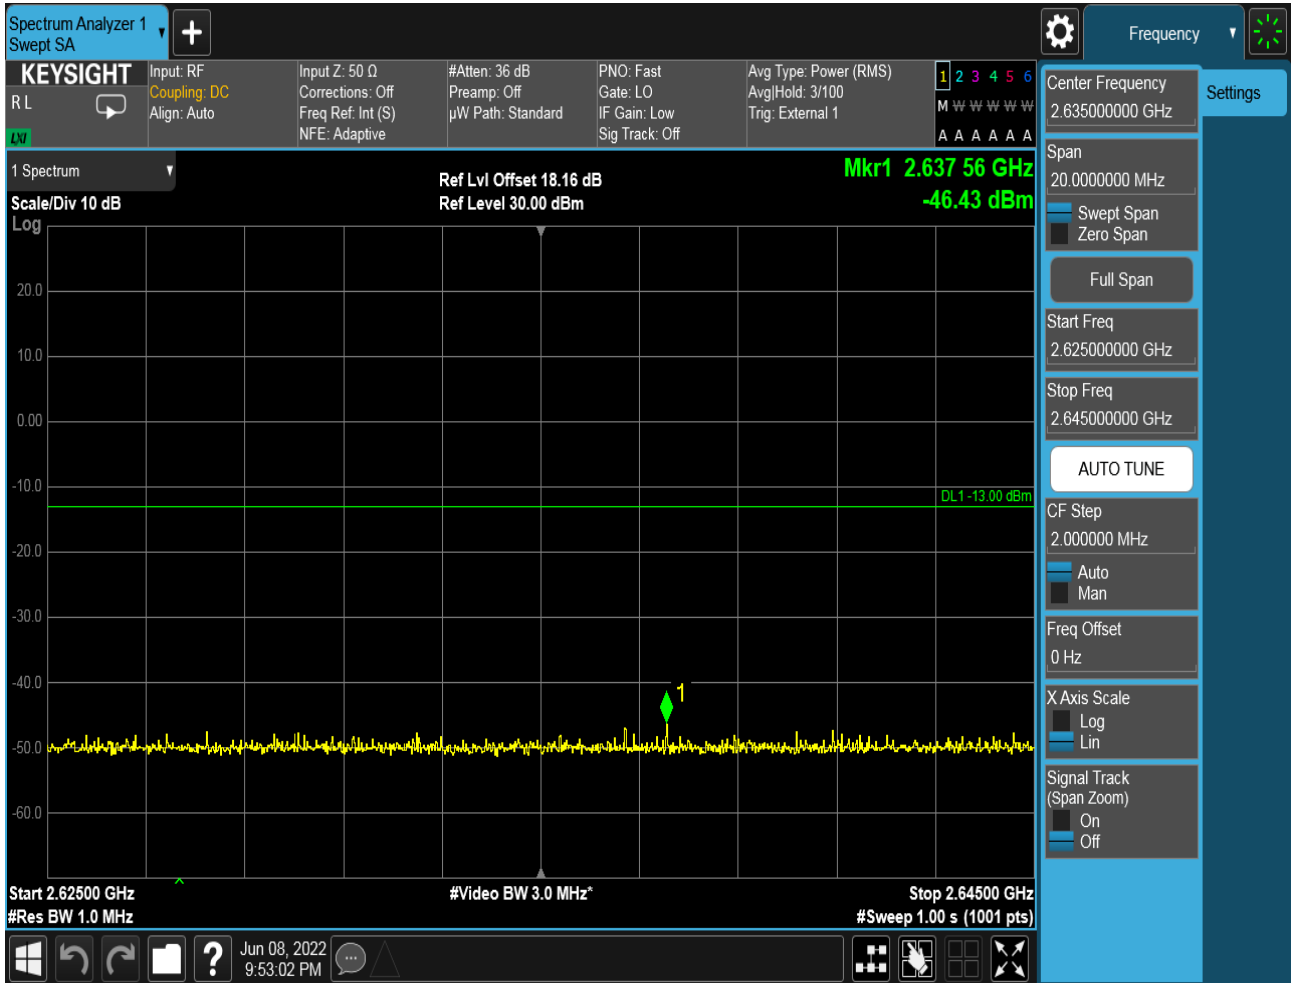 Spectrum Analyzer 1
Swept SA
Frequency
KEYSIGHT
R L
LXI
Input: RF
Coupling: DC
Align: Auto
Input Z: 50 Ω
Corrections: Off
Freq Ref: Int (S)
NFE: Adaptive
#Atten: 36 dB
Preamp: Off
µW Path: Standard
PNO: Fast
Gate: LO
IF Gain: Low
Sig Track: Off
Avg Type: Power (RMS)
Avg|Hold: 3/100
Trig: External 1
1 2 3 4 5 6
M W W W W W
A A A A A A
1 Spectrum
Scale/Div 10 dB
Log
Ref Lvl Offset 18.16 dB
Ref Level 30.00 dBm
Mkr1 2.637 56 GHz
-46.43 dBm
20.0
10.0
0.00
-10.0
DL1 -13.00 dBm
-20.0
-30.0
-40.0
1
-50.0
-60.0
Start 2.62500 GHz
#Video BW 3.0 MHz*
Stop 2.64500 GHz
#Res BW 1.0 MHz
#Sweep 1.00 s (1001 pts)
Center Frequency
2.635000000 GHz
Settings
Span
20.0000000 MHz
Swept Span
Zero Span
Full Span
Start Freq
2.625000000 GHz
Stop Freq
2.645000000 GHz
AUTO TUNE
CF Step
2.000000 MHz
Auto
Man
Freq Offset
0 Hz
X Axis Scale
Log
Lin
Signal Track
(Span Zoom)
On
Off
?
Jun 08, 2022
9:53:02 PM